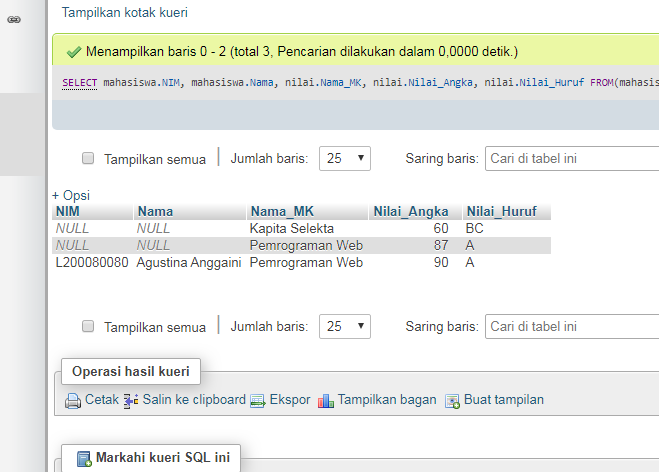 Tampilkan kotak kueri
Menampilkan baris 0 - 2 (total 3, Pencarian dilakukan dalam 0,0000 detik.)
SELECT mahasiswa.NIM, mahasiswa.Nama, nilai.Nama_MK, nilai.Nilai_Angka, nilai.Nilai_Huruf FROM(mahasis
Tampilkan semua Jumlah baris: 25 Saring baris: Cari di tabel ini
+ Opsi
NIM Nama Nama_MK Nilai_Angka Nilai_Huruf
NULL NULL Kapita Selekta 60 BC
NULL NULL Pemrograman Web 87 A
L200080080 Agustina Anggaini Pemrograman Web 90 A
Tampilkan semua Jumlah baris: 25 Saring baris: Cari di tabel ini
Operasi hasil kueri
Cetak Salin ke clipboard Ekspor Tampilkan bagan Buat tampilan
Markahi kueri SQL ini